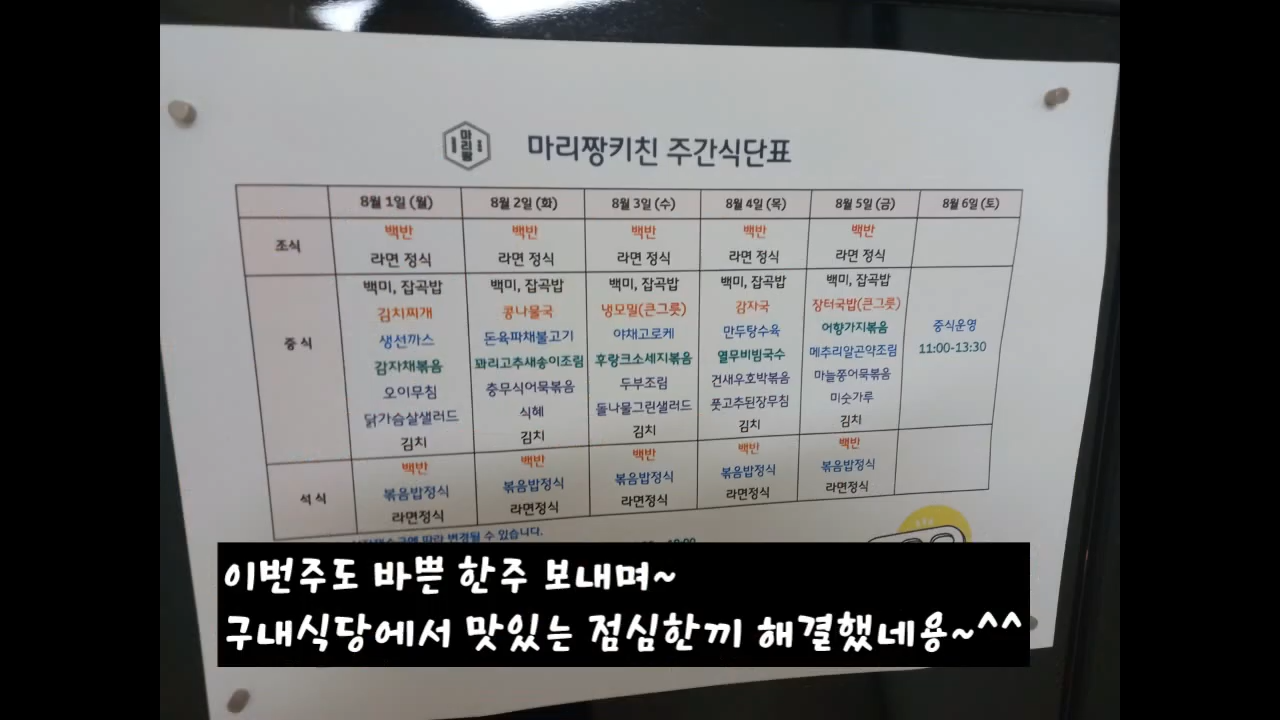 마리짱
마리짱키친 주간식단표
8월 1일 (월) 8월 2일 (화) 8월 3일 (수) 8월 4일 (목) 8월 5일 (금) 8월 6일 (토)
조식
백반 백반 백반 백반 백반
라면 정식 라면 정식 라면 정식 라면 정식 라면 정식
중식
백미, 잡곡밥 백미, 잡곡밥 백미, 잡곡밥 백미, 잡곡밥 백미, 잡곡밥
김치찌개 콩나물국 냉모밀(큰그릇) 감자국 장터국밥(큰그릇)
생선까스 돈육파채불고기 야채고로케 만두탕수육 어향가지볶음 중식운영
감자채볶음 꽈리고추새송이조림 후랑크소세지볶음 열무비빔국수 메추리알곤약조림 11:00-13:30
오이무침 충무식어묵볶음 두부조림 건새우호박볶음 마늘쫑어묵볶음
닭가슴살샐러드 식혜 돌나물그린샐러드 풋고추된장무침 미숫가루
김치 김치 김치 김치 김치
석식
백반 백반 백반 백반 백반
볶음밥정식 볶음밥정식 볶음밥정식 볶음밥정식 볶음밥정식
라면정식 라면정식 라면정식 라면정식 라면정식
따라 변경될 수 있습니다.
이번주도 바쁜 한주 보내며~
구내식당에서 맛있는 점심한끼 해결했네용~^^